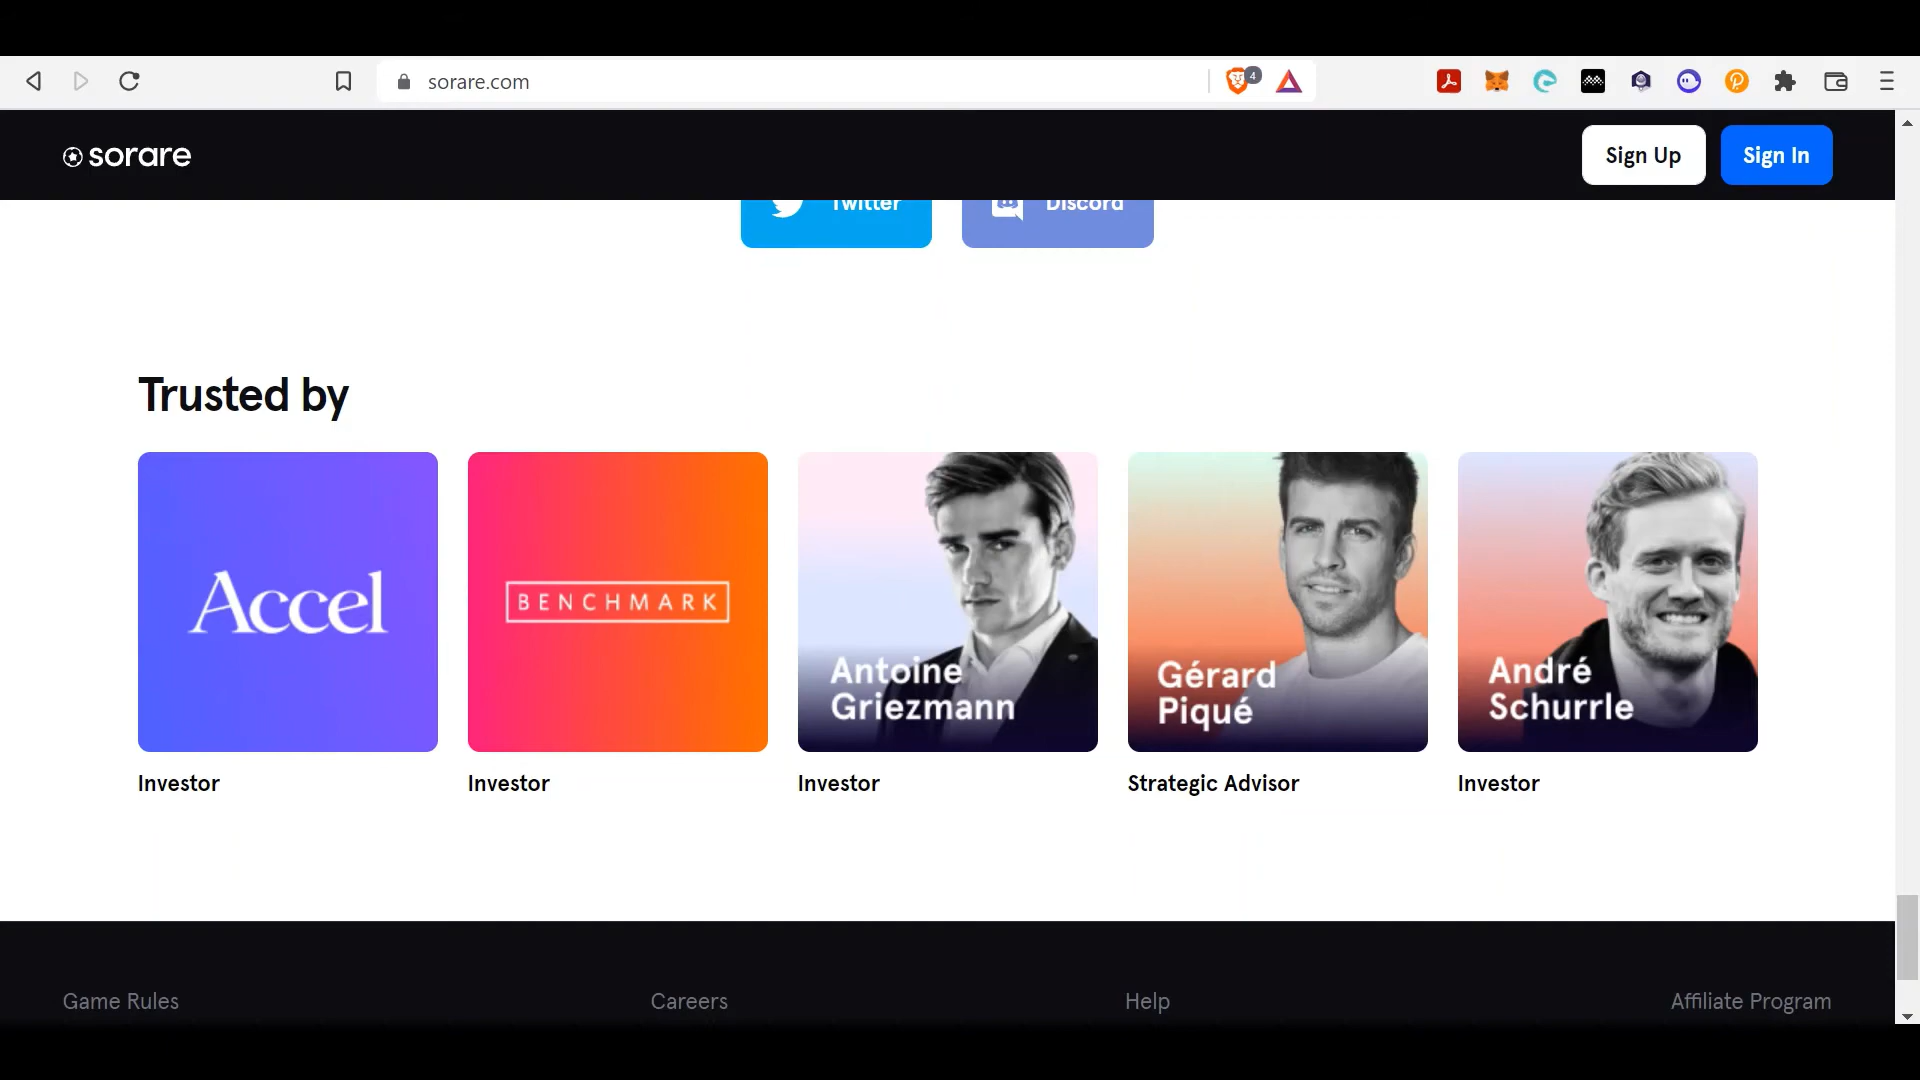 sorare.com
4
sorare
Sign Up
Sign In
Twitter
Discord
Trusted by
Accel
BENCHMARK
Antoine
Griezmann
Gérard
Piqué
André
Schurrle
Investor
Investor
Investor
Strategic Advisor
Investor
Game Rules
Careers
Help
Affiliate Program